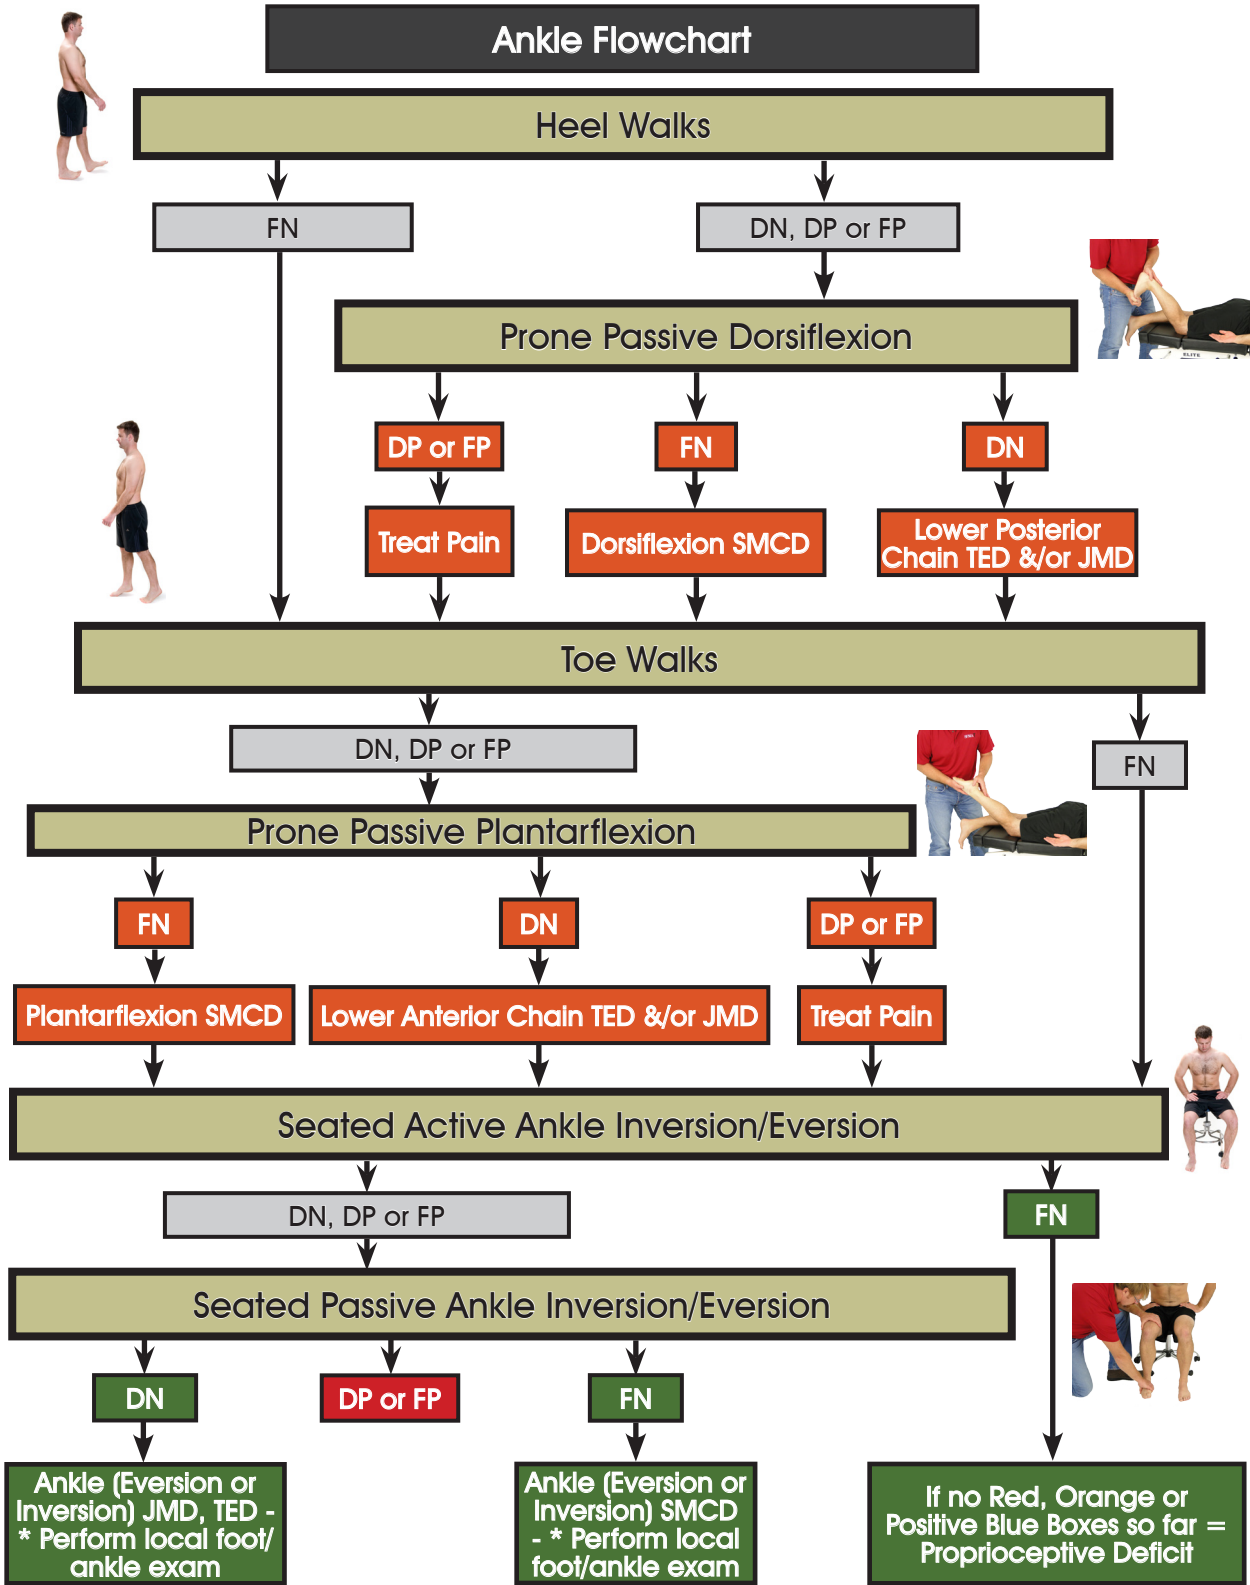 Ankle Flowchart
Heel Walks
FN
DN, DP or FP
Prone Passive Dorsiflexion
ELITE
DP or FP
FN
DN
Treat Pain
Dorsiflexion SMCD
Lower Posterior
Chain TED &/or JMD
Toe Walks
DN, DP or FP
FN
Prone Passive Plantarflexion
FN
DN
DP or FP
Plantarflexion SMCD
Lower Anterior Chain TED &/or JMD
Treat Pain
Seated Active Ankle Inversion/Eversion
DN, DP or FP
FN
Seated Passive Ankle Inversion/Eversion
DN
DP or FP
FN
Ankle (Eversion or
Inversion) JMD, TED -
* Perform local foot/
ankle exam
Ankle (Eversion or
Inversion) SMCD
- * Perform local
foot/ankle exam
If no Red, Orange or
Positive Blue Boxes so far =
Proprioceptive Deficit